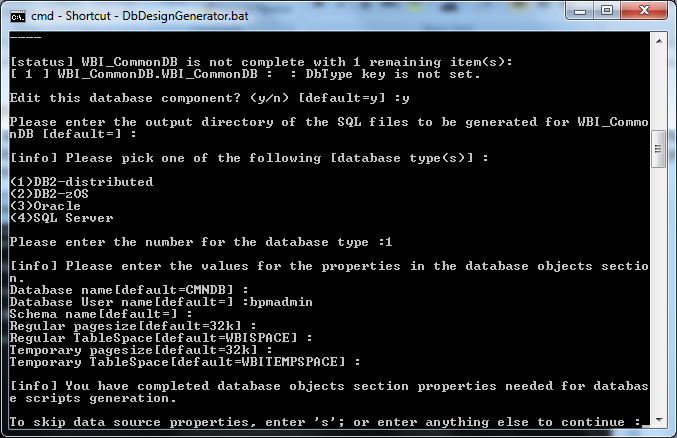 cmd - Shortcut - DbDesignGenerator.bat
----
[status] WBI_CommonDB is not complete with 1 remaining item(s):
[ 1 ] WBI_CommonDB.WBI_CommonDB :  : DbType key is not set.
Edit this database component? (y/n) [default=y] :y
Please enter the output directory of the SQL files to be generated for WBI_Commo
nDB [default=] :
[info] Please pick one of the following [database type(s)] :
(1)DB2-distributed
(2)DB2-zOS
(3)Oracle
(4)SQL Server
Please enter the number for the database type :1
[info] Please enter the values for the properties in the database objects sectio
n.
Database name[default=CMNDB] :
Database User name[default=] :bpmadmin
Schema name[default=] :
Regular pagesize[default=32k] :
Regular TableSpace[default=WBISPACE] :
Temporary pagesize[default=32k] :
Temporary TableSpace[default=WBITEMPSPACE] :
[info] You have completed database objects section properties needed for databas
e scripts generation.
To skip data source properties, enter 's'; or enter anything else to continue :